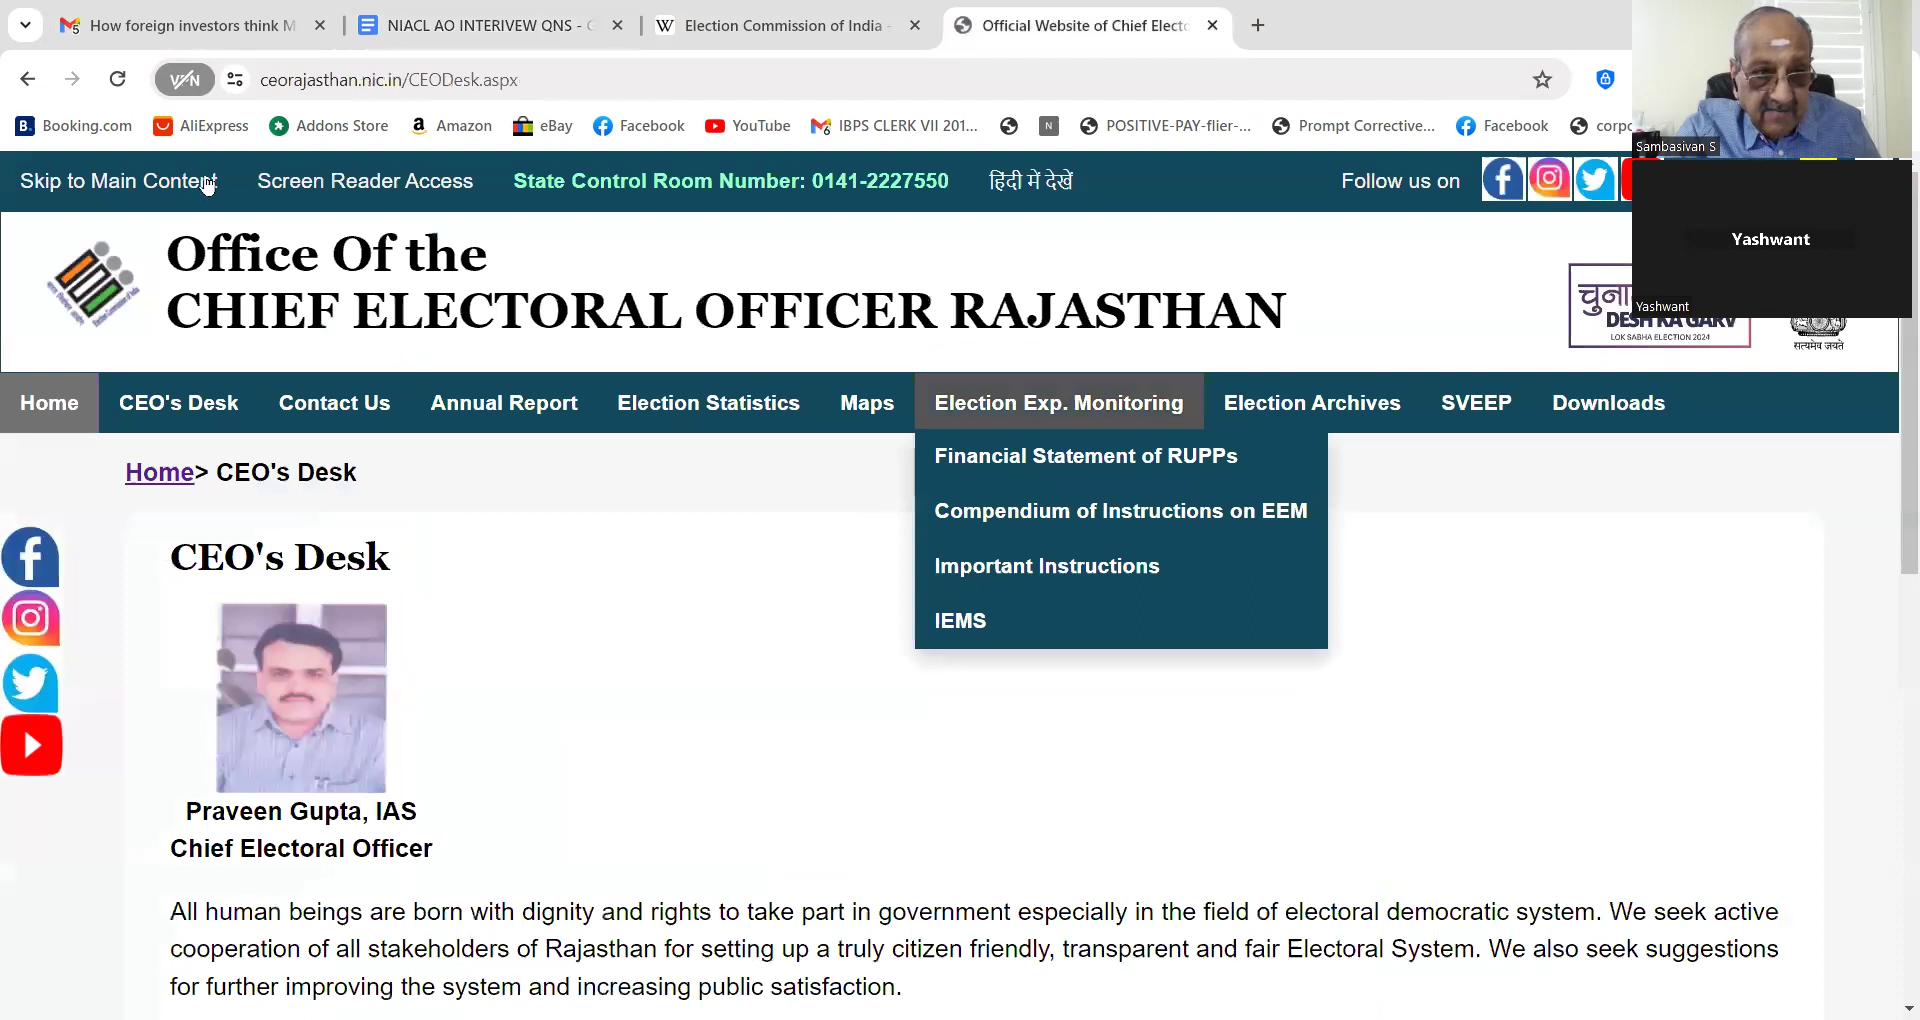 How foreign investors think M
NIACL AO INTERIVEW QNS -
Election Commission of India -
Official Website of Chief Electo
ceorajasthan.nic.in/CEODesk.aspx
Booking.com
AliExpress
Addons Store
Amazon
eBay
Facebook
YouTube
IBPS CLERK VII 201...
N
POSITIVE-PAY-flier-...
Prompt Corrective...
Facebook
corpo
Sambasivan S
Skip to Main Content
Screen Reader Access
State Control Room Number: 0141-2227550
हिंदी में देखें
Follow us on
Yashwant
Yashwant
Office Of the
CHIEF ELECTORAL OFFICER RAJASTHAN
चुना
DESH KA GARV
LOK SABHA ELECTION 2024
सत्यमेव जयते
Home
CEO's Desk
Contact Us
Annual Report
Election Statistics
Maps
Election Exp. Monitoring
Election Archives
SVEEP
Downloads
Financial Statement of RUPPs
Compendium of Instructions on EEM
Important Instructions
IEMS
Home> CEO's Desk
CEO's Desk
Praveen Gupta, IAS
Chief Electoral Officer
All human beings are born with dignity and rights to take part in government especially in the field of electoral democratic system. We seek active
cooperation of all stakeholders of Rajasthan for setting up a truly citizen friendly, transparent and fair Electoral System. We also seek suggestions
for further improving the system and increasing public satisfaction.